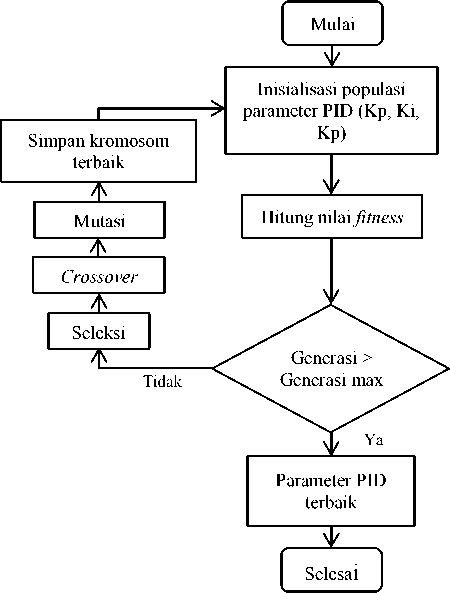 Mulai
Inisialisasi populasi
parameter PID (Kp, Ki,
Kp)
Simpan kromosom
terbaik
Mutasi
Hitung nilai fitness
Crossover
Seleksi
Generasi >
Generasi max
Tidak
Ya
Parameter PID
terbaik
Selesai